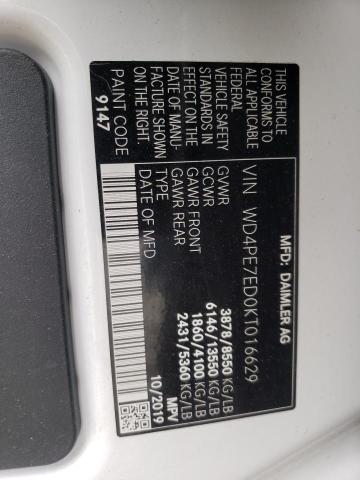 MFD: DAIMLER AG
VIN WD4PE7ED0KT016629
THIS VEHICLE
CONFORMS TO
ALL APPLICABLE
FEDERAL
VEHICLE SAFETY
STANDARDS IN
EFFECT ON THE
DATE OF MANU-
FACTURE SHOWN
ON THE RIGHT.
PAINT CODE
9147
GVWR 3878/8550 KG/LB
GCWR 6146/13550 KG/LB
GAWR FRONT 1860/4100 KG/LB
GAWR REAR 2431/5360 KG/LB
TYPE MPV
DATE OF MFD 10/2019